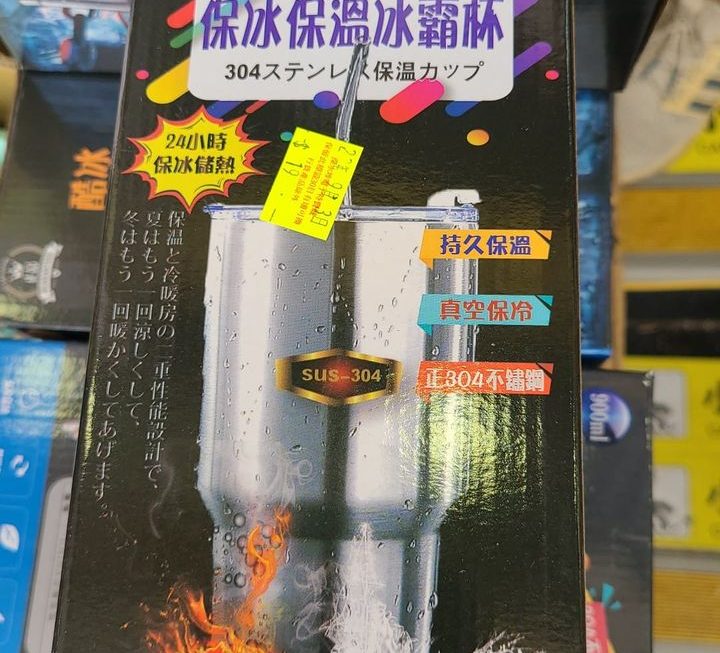 保冰保溫冰霸杯
304ステンレス保温カップ
24小時
保冰儲熱
$19.-
持久保溫
真空保冷
正304不鏽鋼
SUS-304
保温と冷暖房の二重性能設計で、
夏はもう一回涼しくして、
冬はもう一回暖かくしてあげます。
酷冰
900ml